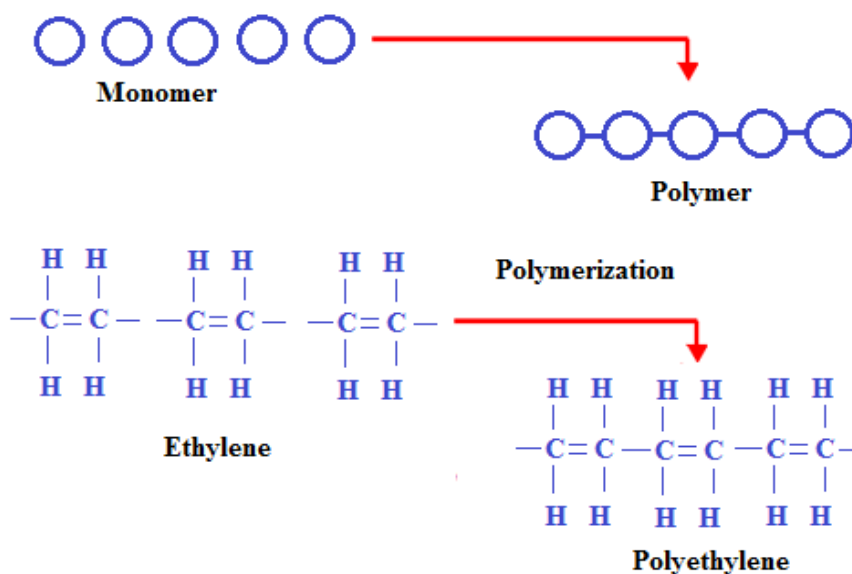 Monomer
Polymer
H H H H H H
Polymerization
—C=C— —C=C— —C=C—
H H H H H H
H H H H H H
Ethylene
—C=C—C=C—C=C—
H H H H H H
Polyethylene